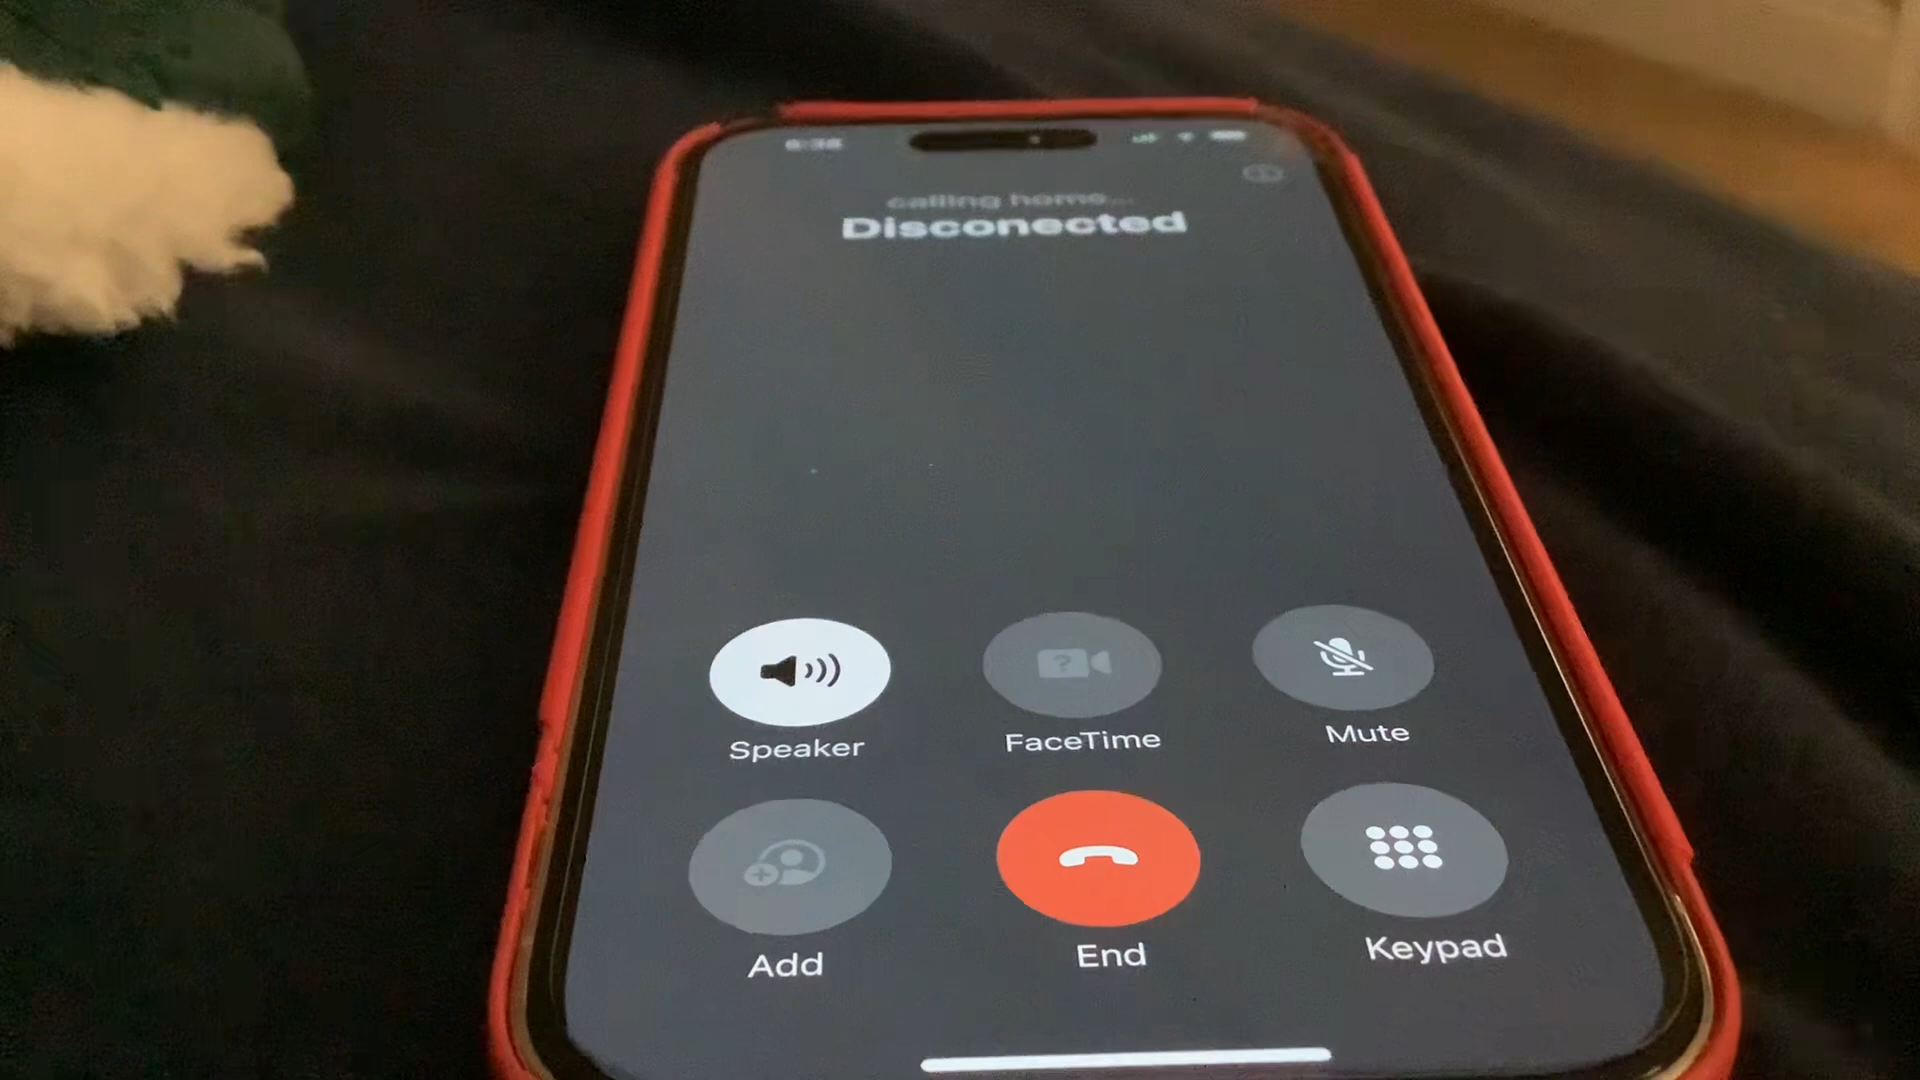 calling home...
Disconected
Speaker
FaceTime
Mute
Add
End
Keypad